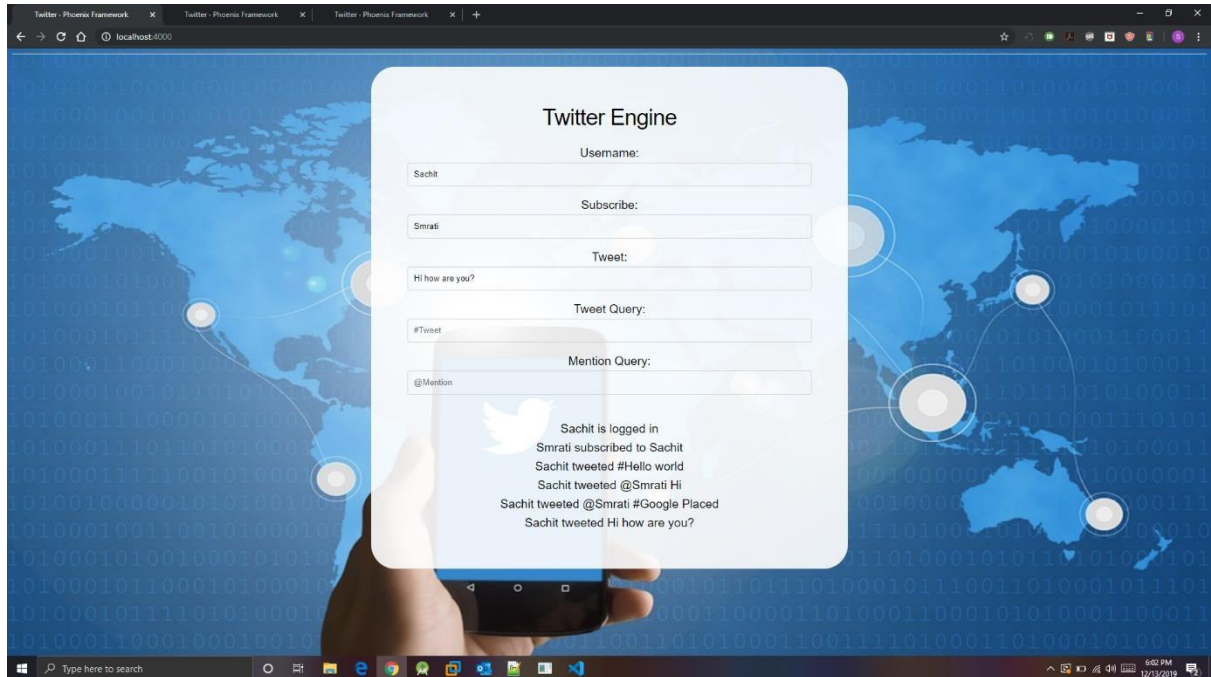 Twitter - Phoenix Framework
Twitter - Phoenix Framework
Twitter - Phoenix Framework
localhost:4000
S
Twitter Engine
Username:
Sachit
Subscribe:
Smrati
Tweet:
Hi how are you?
Tweet Query:
#Tweet
Mention Query:
@Mention
Sachit is logged in
Smrati subscribed to Sachit
Sachit tweeted #Hello world
Sachit tweeted @Smrati Hi
Sachit tweeted @Smrati #Google Placed
Sachit tweeted Hi how are you?
Type here to search
6:02 PM
12/13/2019